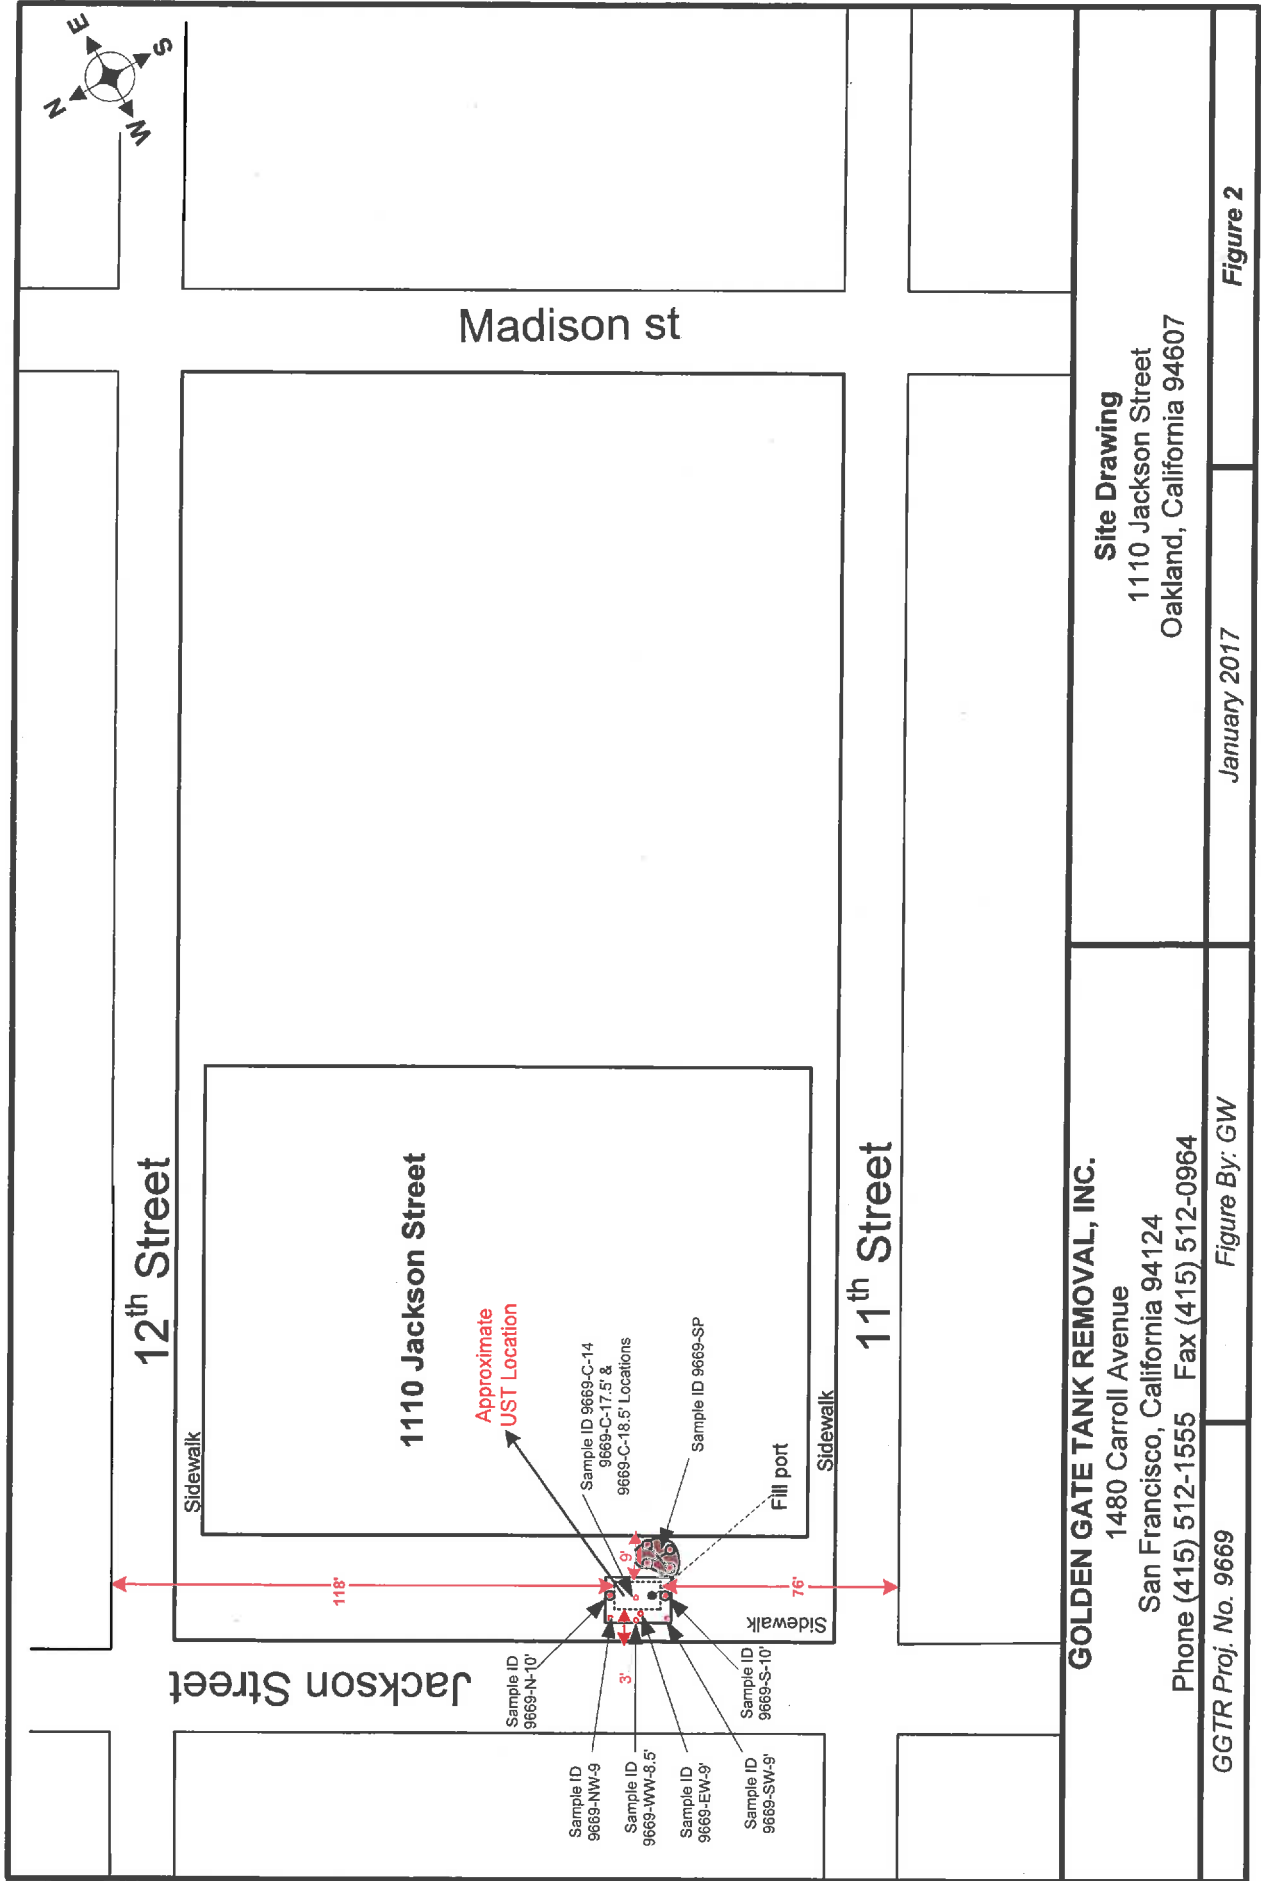 N
E
S
W
12th Street
Madison st
Sidewalk
1110 Jackson Street
Approximate
UST Location
118'
Sample ID 9669-C-14
9669-C-17.5' &
9669-C-18.5' Locations
Sample ID 9669-SP
9'
3'
76'
Fill port
Sidewalk
Sidewalk
Jackson Street
Sample ID
9669-N-10'
Sample ID
9669-NW-9
Sample ID
9669-WW-8.5'
Sample ID
9669-EW-9'
Sample ID
9669-SW-9'
Sample ID
9669-S-10'
11th Street
GOLDEN GATE TANK REMOVAL, INC.
1480 Carroll Avenue
San Francisco, California 94124
Phone (415) 512-1555 Fax (415) 512-0964
Site Drawing
1110 Jackson Street
Oakland, California 94607
GGTR Proj. No. 9669
Figure By: GW
January 2017
Figure 2